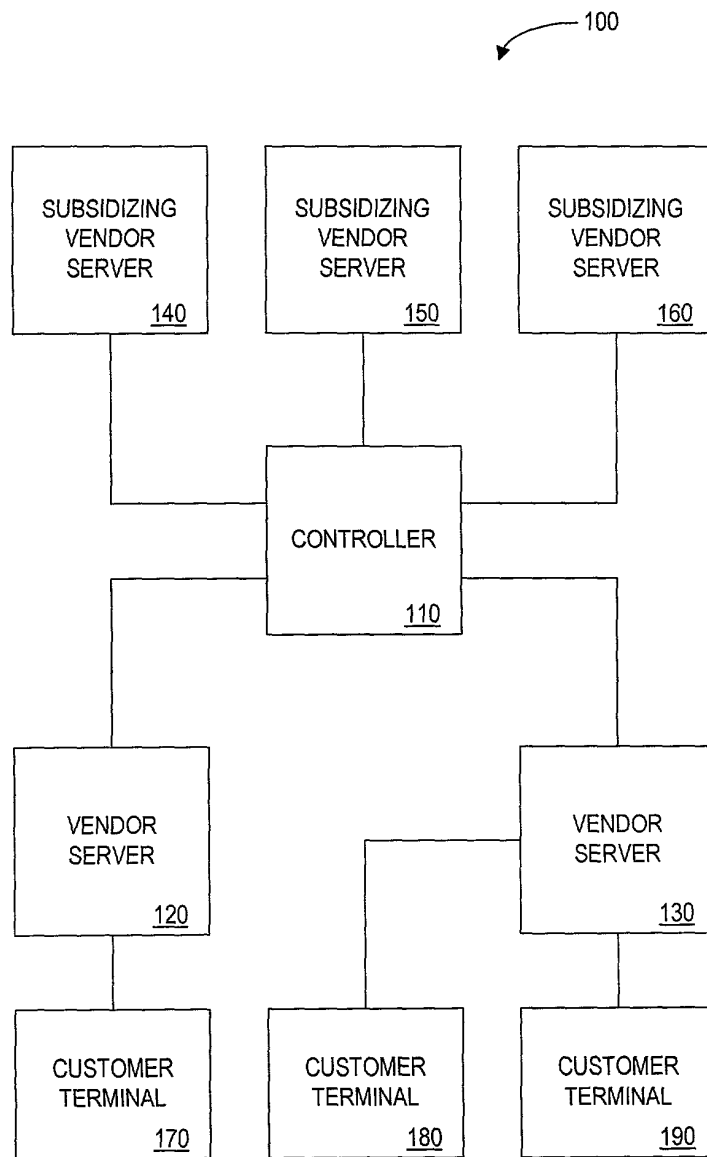 100
SUBSIDIZING
VENDOR
SERVER
140
SUBSIDIZING
VENDOR
SERVER
150
SUBSIDIZING
VENDOR
SERVER
160
CONTROLLER
110
VENDOR
SERVER
120
VENDOR
SERVER
130
CUSTOMER
TERMINAL
170
CUSTOMER
TERMINAL
180
CUSTOMER
TERMINAL
190